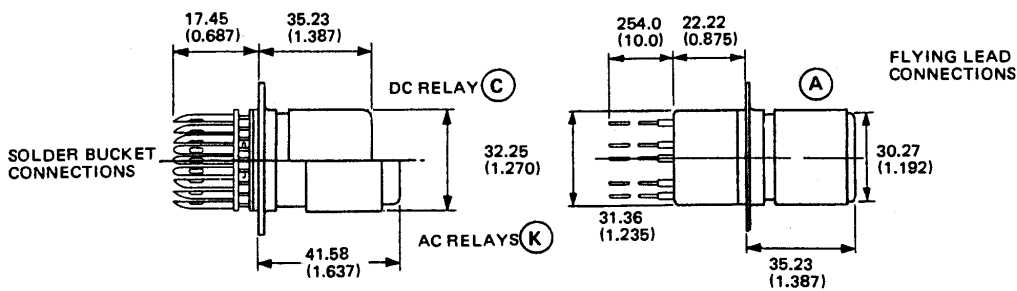 17.45
(0.687)
35.23
(1.387)
DC RELAY C
SOLDER BUCKET
CONNECTIONS
32.25
(1.270)
AC RELAYS K
41.58
(1.637)
254.0
(10.0)
22.22
(0.875)
FLYING LEAD
CONNECTIONS
A
30.27
(1.192)
31.36
(1.235)
35.23
(1.387)